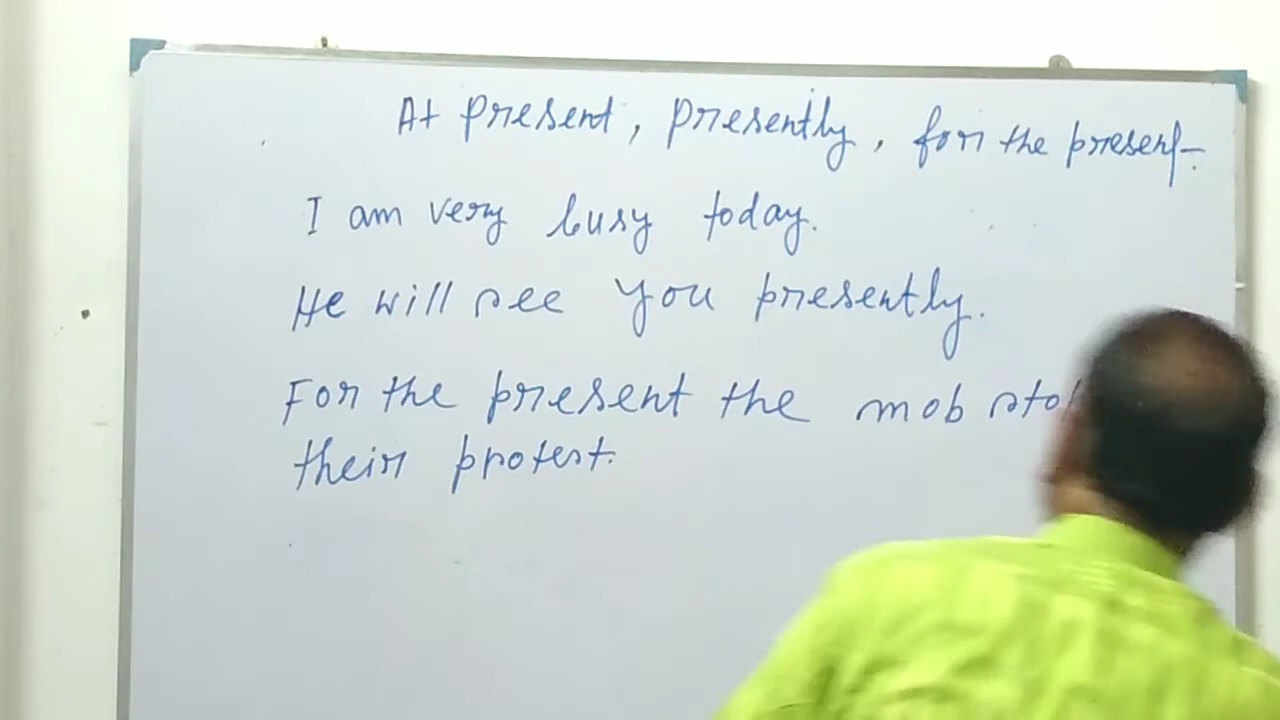 At present, presently, for the present.
I am very busy today.
He will see you presently.
For the present the mob
their protest.